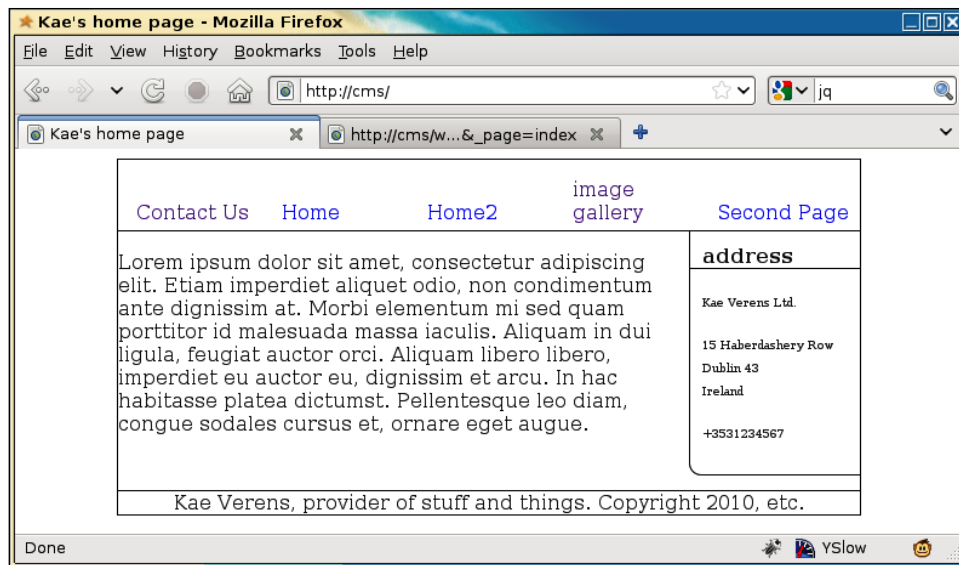 Kae's home page - Mozilla Firefox
File Edit View History Bookmarks Tools Help
http://cms/ jq
Kae's home page http://cms/w...&_page=index
Contact Us Home Home2 image gallery Second Page
Lorem ipsum dolor sit amet, consectetur adipiscing
elit. Etiam imperdiet aliquet odio, non condimentum
ante dignissim at. Morbi elementum mi sed quam
porttitor id malesuada massa iaculis. Aliquam in dui
ligula, feugiat auctor orci. Aliquam libero libero,
imperdiet eu auctor eu, dignissim et arcu. In hac
habitasse platea dictumst. Pellentesque leo diam,
congue sodales cursus et, ornare eget augue.
address
Kae Verens Ltd.
15 Haberdashery Row
Dublin 43
Ireland
+3531234567
Kae Verens, provider of stuff and things. Copyright 2010, etc.
Done YSlow